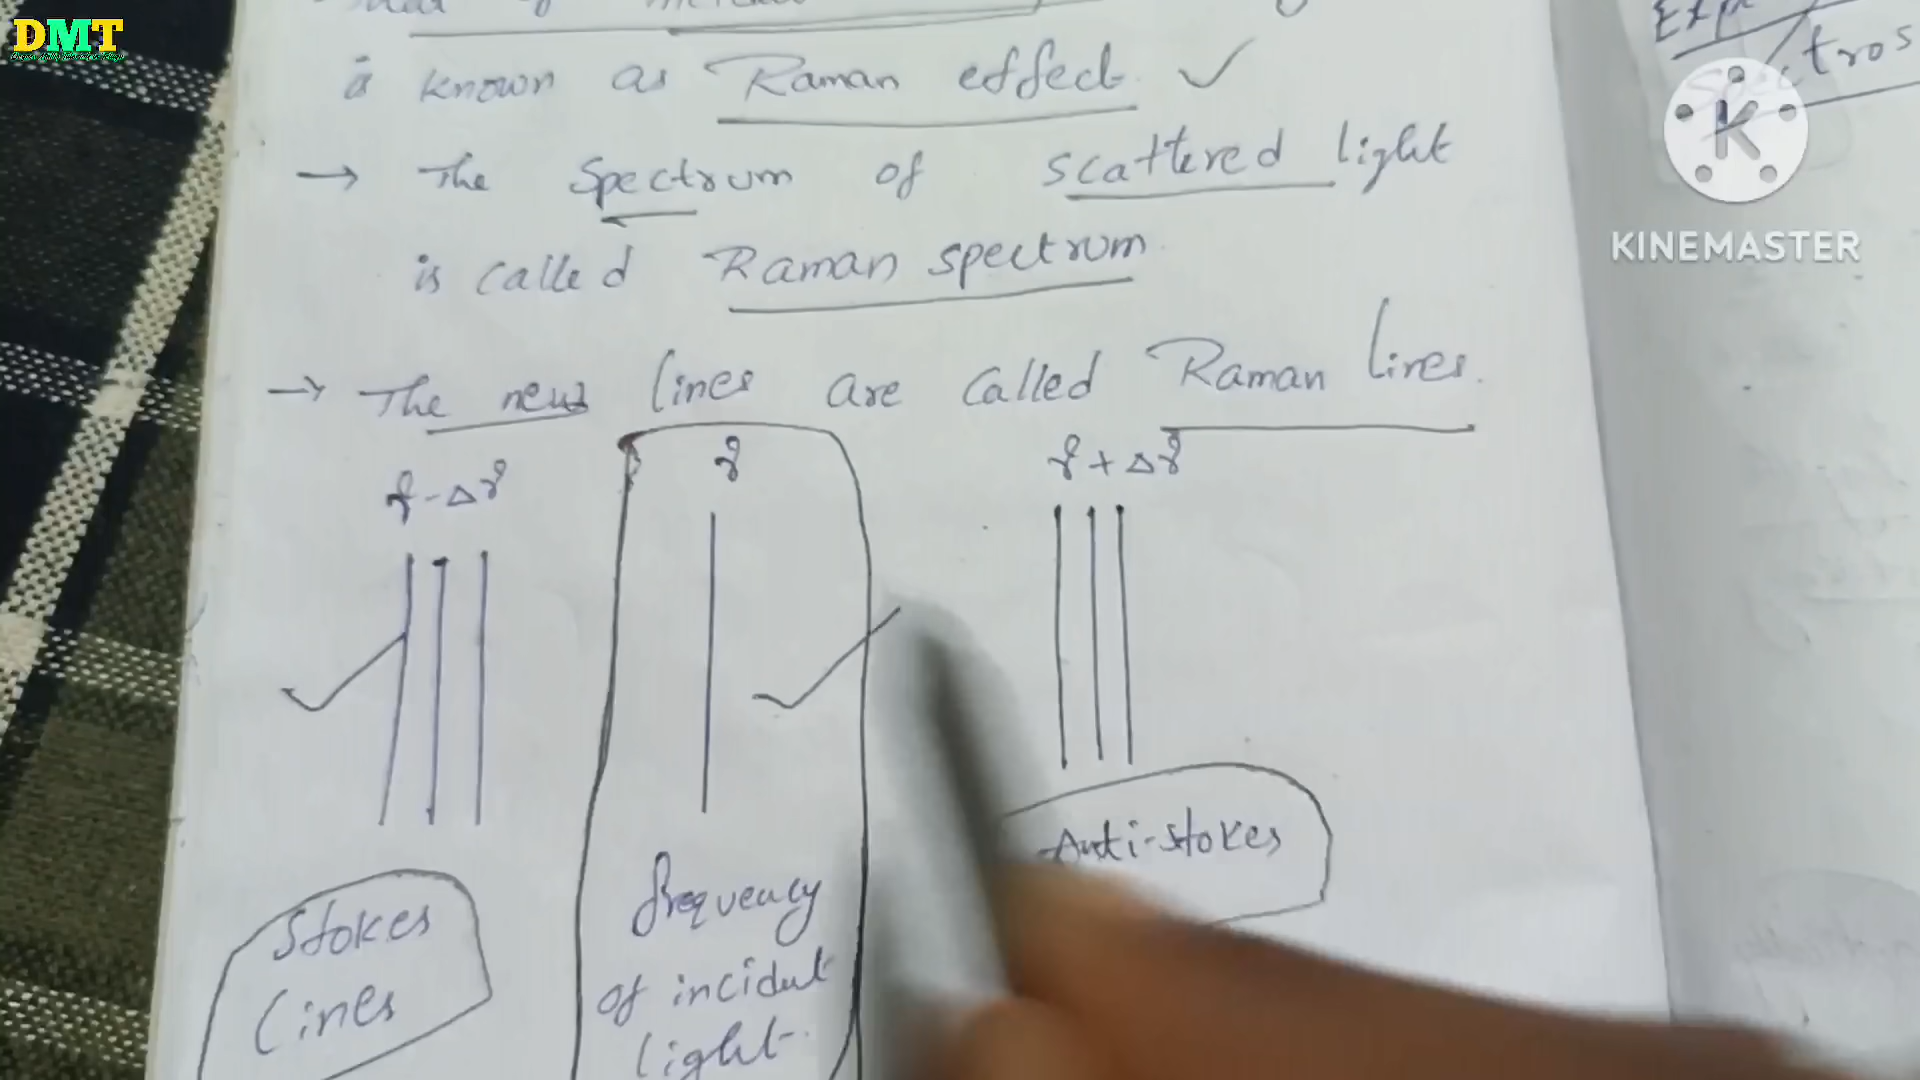 DMT
is known as Raman effect.
→ The spectrum of scattered light
is called Raman spectrum.
→ The new lines are called Raman lines.
γ-Δγ γ γ+Δγ
Stokes
lines
frequency
of incident
light.
Anti-stokes
KINEMASTER
K